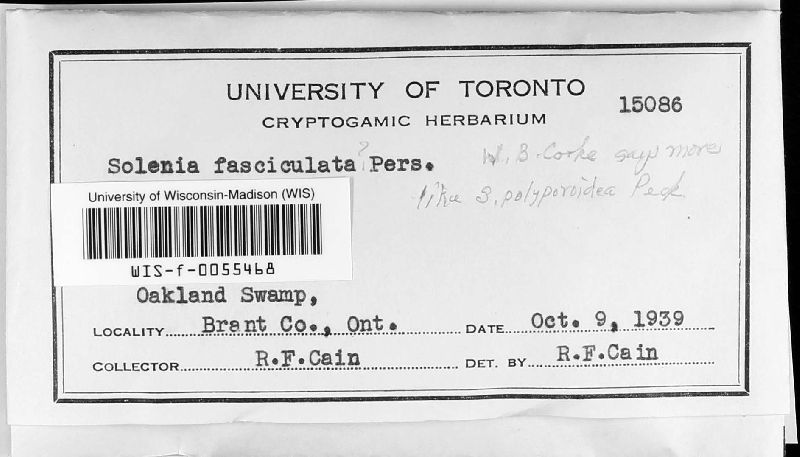 UNIVERSITY OF TORONTO
15086
CRYPTOGAMIC HERBARIUM
Solenia fasciculata ? Pers.
W. B. Cooke says more
like S. polyporoidea Peck
University of Wisconsin-Madison (WIS)
WIS-f-0055468
Oakland Swamp,
LOCALITY Brant Co., Ont. DATE Oct. 9, 1939
COLLECTOR R.F.Cain DET. BY R.F.Cain